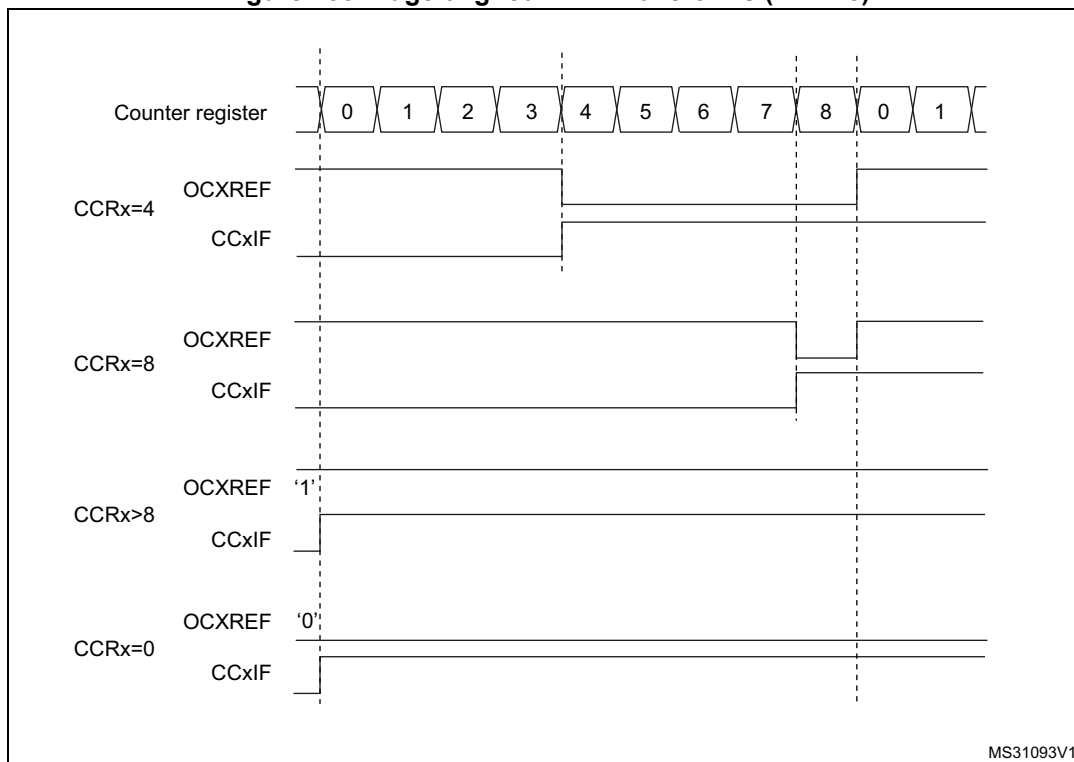 Counter register 0 1 2 3 4 5 6 7 8 0 1
OCXREF
CCRx=4
CCxIF
OCXREF
CCRx=8
CCxIF
OCXREF '1'
CCRx>8
CCxIF
OCXREF '0'
CCRx=0
CCxIF
MS31093V1